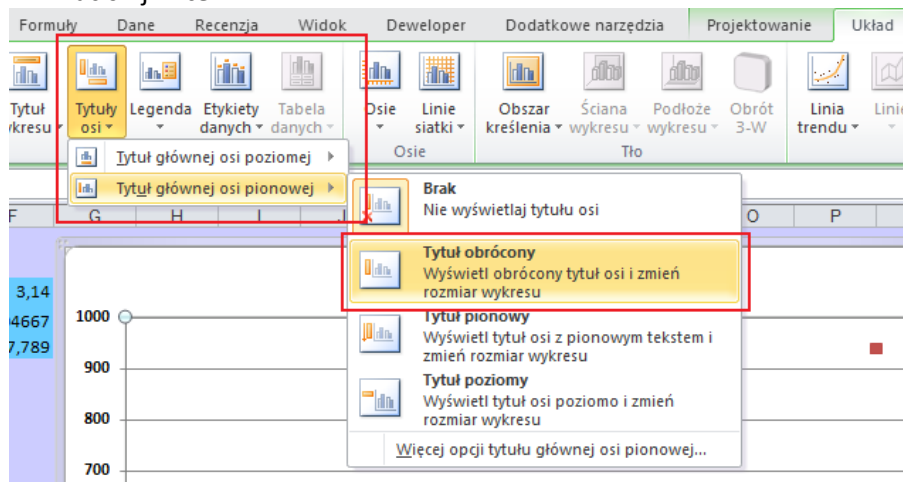 Formuły Dane Recenzja Widok Deweloper Dodatkowe narzędzia Projektowanie Układ
Tytuł Tytuły Legenda Etykiety Tabela Osie Linie Obszar Ściana Podłoże Obrót Linia Linie
osi danych danych siatki kreślenia wykresu wykresu 3-W trendu
Osie Tło
Tytuł głównej osi poziomej
Tytuł głównej osi pionowej
Brak
Nie wyświetlaj tytułu osi
F G H I J O P
Tytuł obrócony
Wyświetl obrócony tytuł osi i zmień
rozmiar wykresu
3,14
4667
7,789
Tytuł pionowy
Wyświetl tytuł osi z pionowym tekstem i
zmień rozmiar wykresu
Tytuł poziomy
Wyświetl tytuł osi poziomo i zmień
rozmiar wykresu
Więcej opcji tytułu głównej osi pionowej...
1000
900
800
700